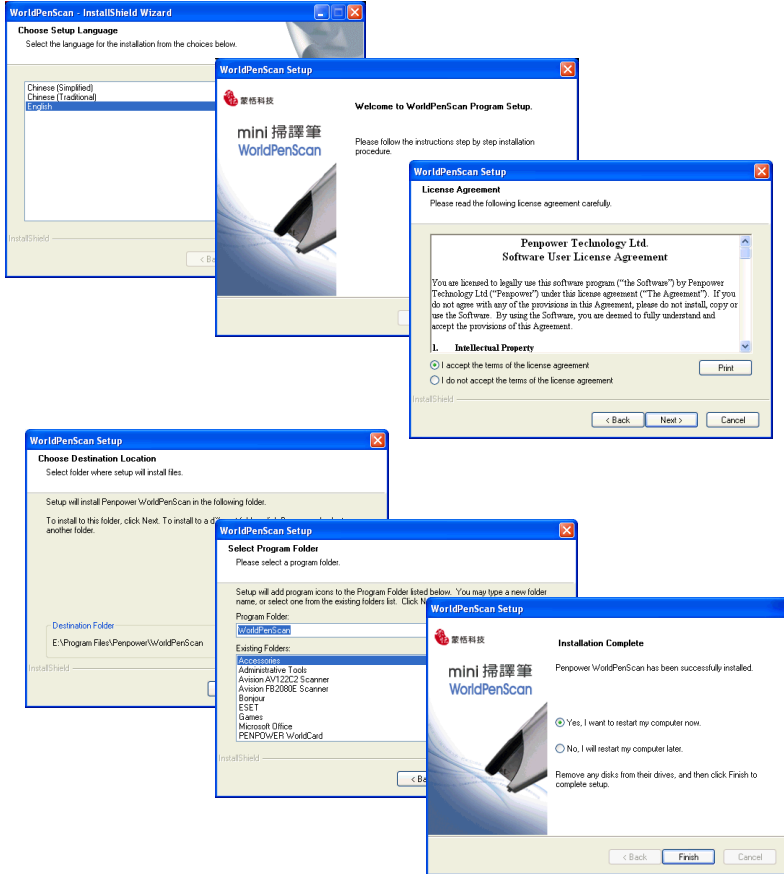 WorldPenScan - InstallShield Wizard
Choose Setup Language
Select the language for the installation from the choices below.
Chinese (Simplified)
Chinese (Traditional)
English
InstallShield
< Ba
WorldPenScan Setup
蒙恬科技
mini 掃譯筆
WorldPenScan
Welcome to WorldPenScan Program Setup.
Please follow the instructions step by step installation
procedure.
WorldPenScan Setup
License Agreement
Please read the following license agreement carefully.
Penpower Technology Ltd.
Software User License Agreement
You are licensed to legally use this software program (“the Software”) by Penpower
Technology Ltd (“Penpower”) under this license agreement (“The Agreement”). If you
do not agree with any of the provisions in this Agreement, please do not install, copy or
use the Software. By using the Software, you are deemed to fully understand and
accept the provisions of this Agreement.
1. Intellectual Property
I accept the terms of the license agreement
Print
I do not accept the terms of the license agreement
InstallShield
< Back Next > Cancel
WorldPenScan Setup
Choose Destination Location
Select folder where setup will install files.
Setup will install Penpower WorldPenScan in the following folder.
To install to this folder, click Next. To install to a
another folder.
Destination Folder
E:\Program Files\Penpower\WorldPenScan
InstallShield
WorldPenScan Setup
Select Program Folder
Please select a program folder.
Setup will add program icons to the Program Folder listed below. You may type a new folder
name, or select one from the existing folders list. Click N
Program Folder:
WorldPenScan
Existing Folders:
Accessories
Administrative Tools
Avision AV122C2 Scanner
Avision FB2080E Scanner
Bonjour
ESET
Games
Microsoft Office
PENPOWER WorldCard
InstallShield
< Ba
WorldPenScan Setup
蒙恬科技
mini 掃譯筆
WorldPenScan
Installation Complete
Penpower WorldPenScan has been successfully installed.
Yes, I want to restart my computer now.
No, I will restart my computer later.
Remove any disks from their drives, and then click Finish to
complete setup.
< Back Finish Cancel